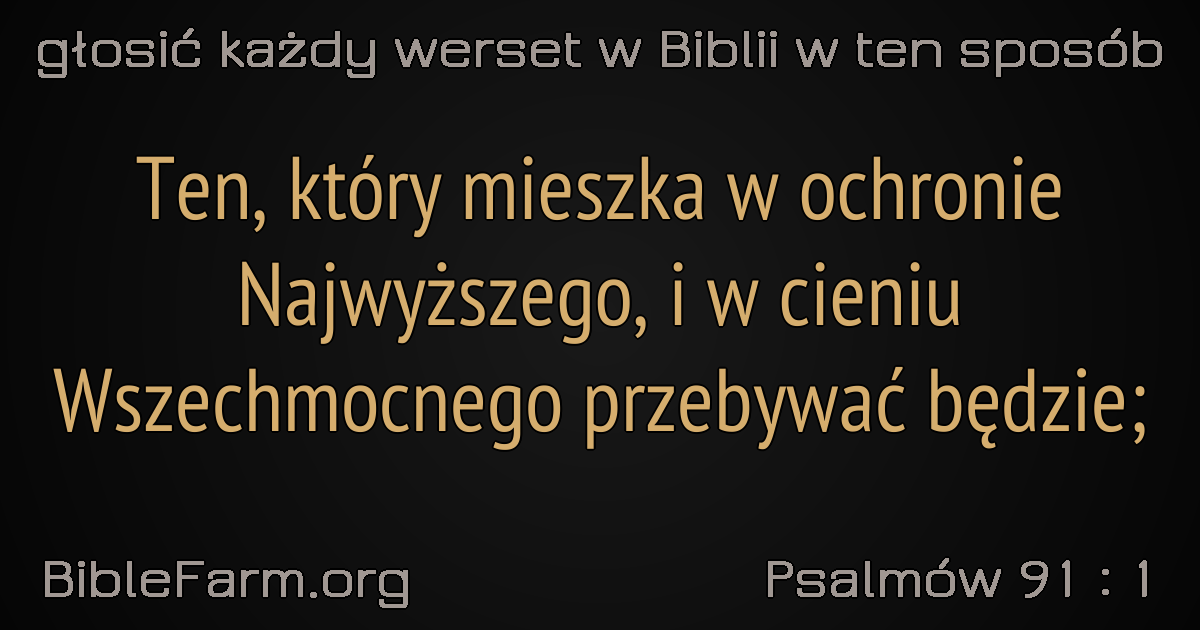 głosić każdy werset w Biblii w ten sposób
Ten, który mieszka w ochronie
Najwyższego, i w cieniu
Wszechmocnego przebywać będzie;
BibleFarm.org
Psalmów 91 : 1